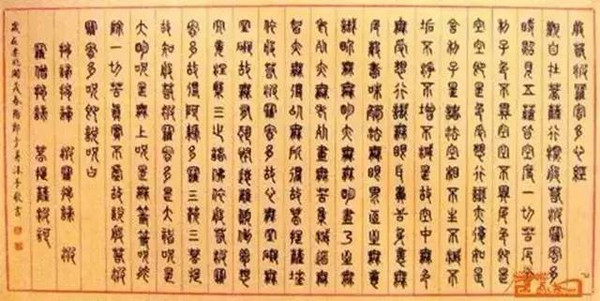 般若波羅蜜多心經
觀自在菩薩行深般若波羅蜜多
時照見五蘊皆空度一切苦厄舍
利子色不異空空不異色色即是
空空即是色受想行識亦復如是
舍利子是諸法空相不生不滅不
垢不淨不增不減是故空中無色
無受想行識無眼耳鼻舌身意無
色聲香味觸法無眼界乃至無意
識界無無明亦無無明盡乃至無
老死亦無老死盡無苦集滅道無
智亦無得以無所得故菩提薩埵
依般若波羅蜜多故心無罣礙無
罣礙故無有恐怖遠離顛倒夢想
究竟涅槃三世諸佛依般若波羅
蜜多故得阿耨多羅三藐三菩提
故知般若波羅蜜多是大神咒是
大明咒是無上咒是無等等咒能
除一切苦真實不虛故說般若波
羅蜜多咒即說咒曰
揭諦揭諦 波羅揭諦 波
羅僧揭諦 菩提薩婆訶
歲在 春 沐手敬書